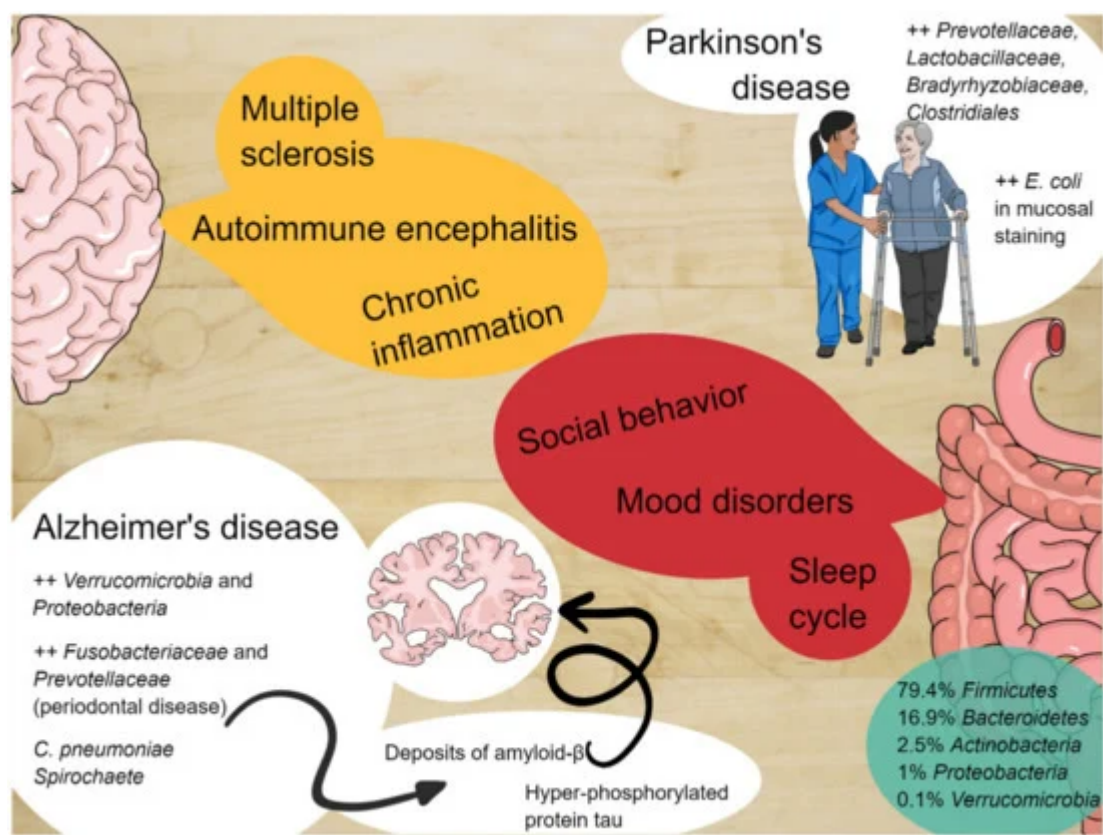 Parkinson's
disease
++ Prevotellaceae,
Lactobacillaceae,
Bradyrhyzobiaceae,
Clostridiales
++ E. coli
in mucosal
staining
Multiple
sclerosis
Autoimmune encephalitis
Chronic
inflammation
Social behavior
Mood disorders
Sleep
cycle
Alzheimer's disease
++ Verrucomicrobia and
Proteobacteria
++ Fusobacteriaceae and
Prevotellaceae
(periodontal disease)
C. pneumoniae
Spirochaete
Deposits of amyloid-β
Hyper-phosphorylated
protein tau
79.4% Firmicutes
16.9% Bacteroidetes
2.5% Actinobacteria
1% Proteobacteria
0.1% Verrucomicrobia